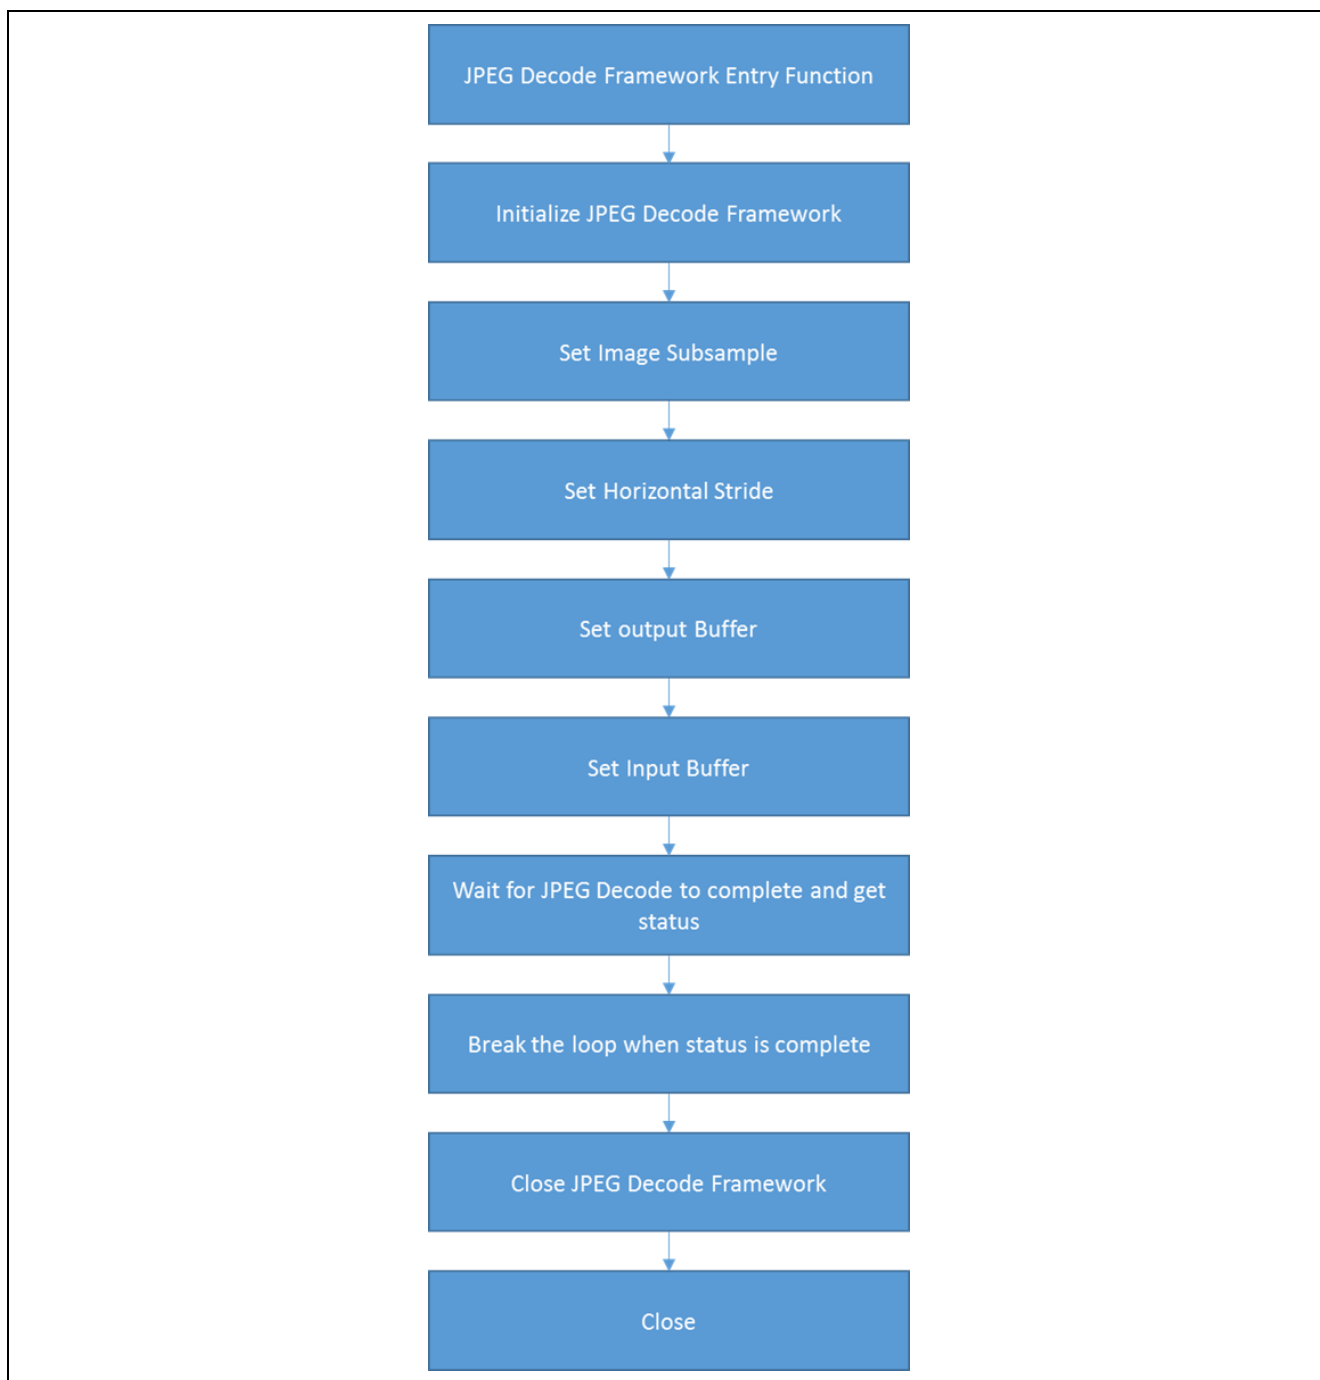 JPEG Decode Framework Entry Function
Initialize JPEG Decode Framework
Set Image Subsample
Set Horizontal Stride
Set output Buffer
Set Input Buffer
Wait for JPEG Decode to complete and get
status
Break the loop when status is complete
Close JPEG Decode Framework
Close